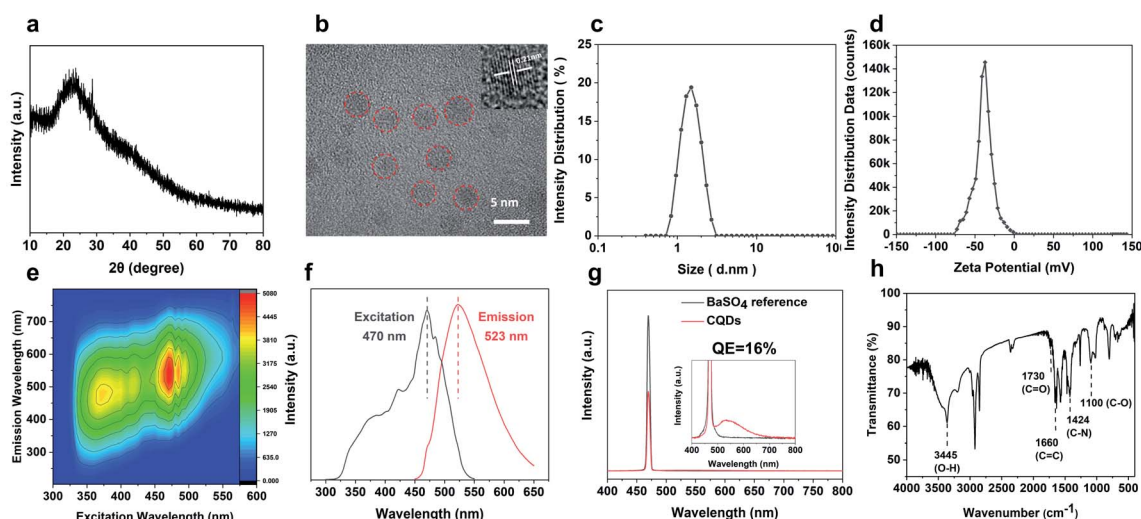 a
Intensity (a.u.)
10 20 30 40 50 60 70 80
2θ (degree)
b
0.21nm
5 nm
c
Intensity Distribution ( % )
25
20
15
10
5
0
0.1 1 10 100
Size ( d.nm )
d
Intensity Distribution Data (counts)
160k
140k
120k
100k
80k
60k
40k
20k
0
-150 -100 -50 0 50 100 150
Zeta Potential (mV)
e
Emission Wavelength (nm)
700
600
500
400
300
200
300 350 400 450 500 550 600
Excitation Wavelength (nm)
5080
4445
3810
3175
2540
1905
1270
635.0
0.000
f
Intensity (a.u.)
Excitation
470 nm
Emission
523 nm
300 350 400 450 500 550 600 650
Wavelength (nm)
g
Intensity (a.u.)
BaSO4 reference
CQDs
QE=16%
Intensity (a.u.)
400 500 600 700 800
Wavelength (nm)
400 450 500 550 600 650 700 750 800
Wavelength (nm)
h
Transmittance (%)
100
90
80
70
60
50
3445
(O-H)
1730
(C=O)
1660
(C=C)
1424
(C-N)
1100 (C-O)
4000 3500 3000 2500 2000 1500 1000 500
Wavenumber (cm-1)